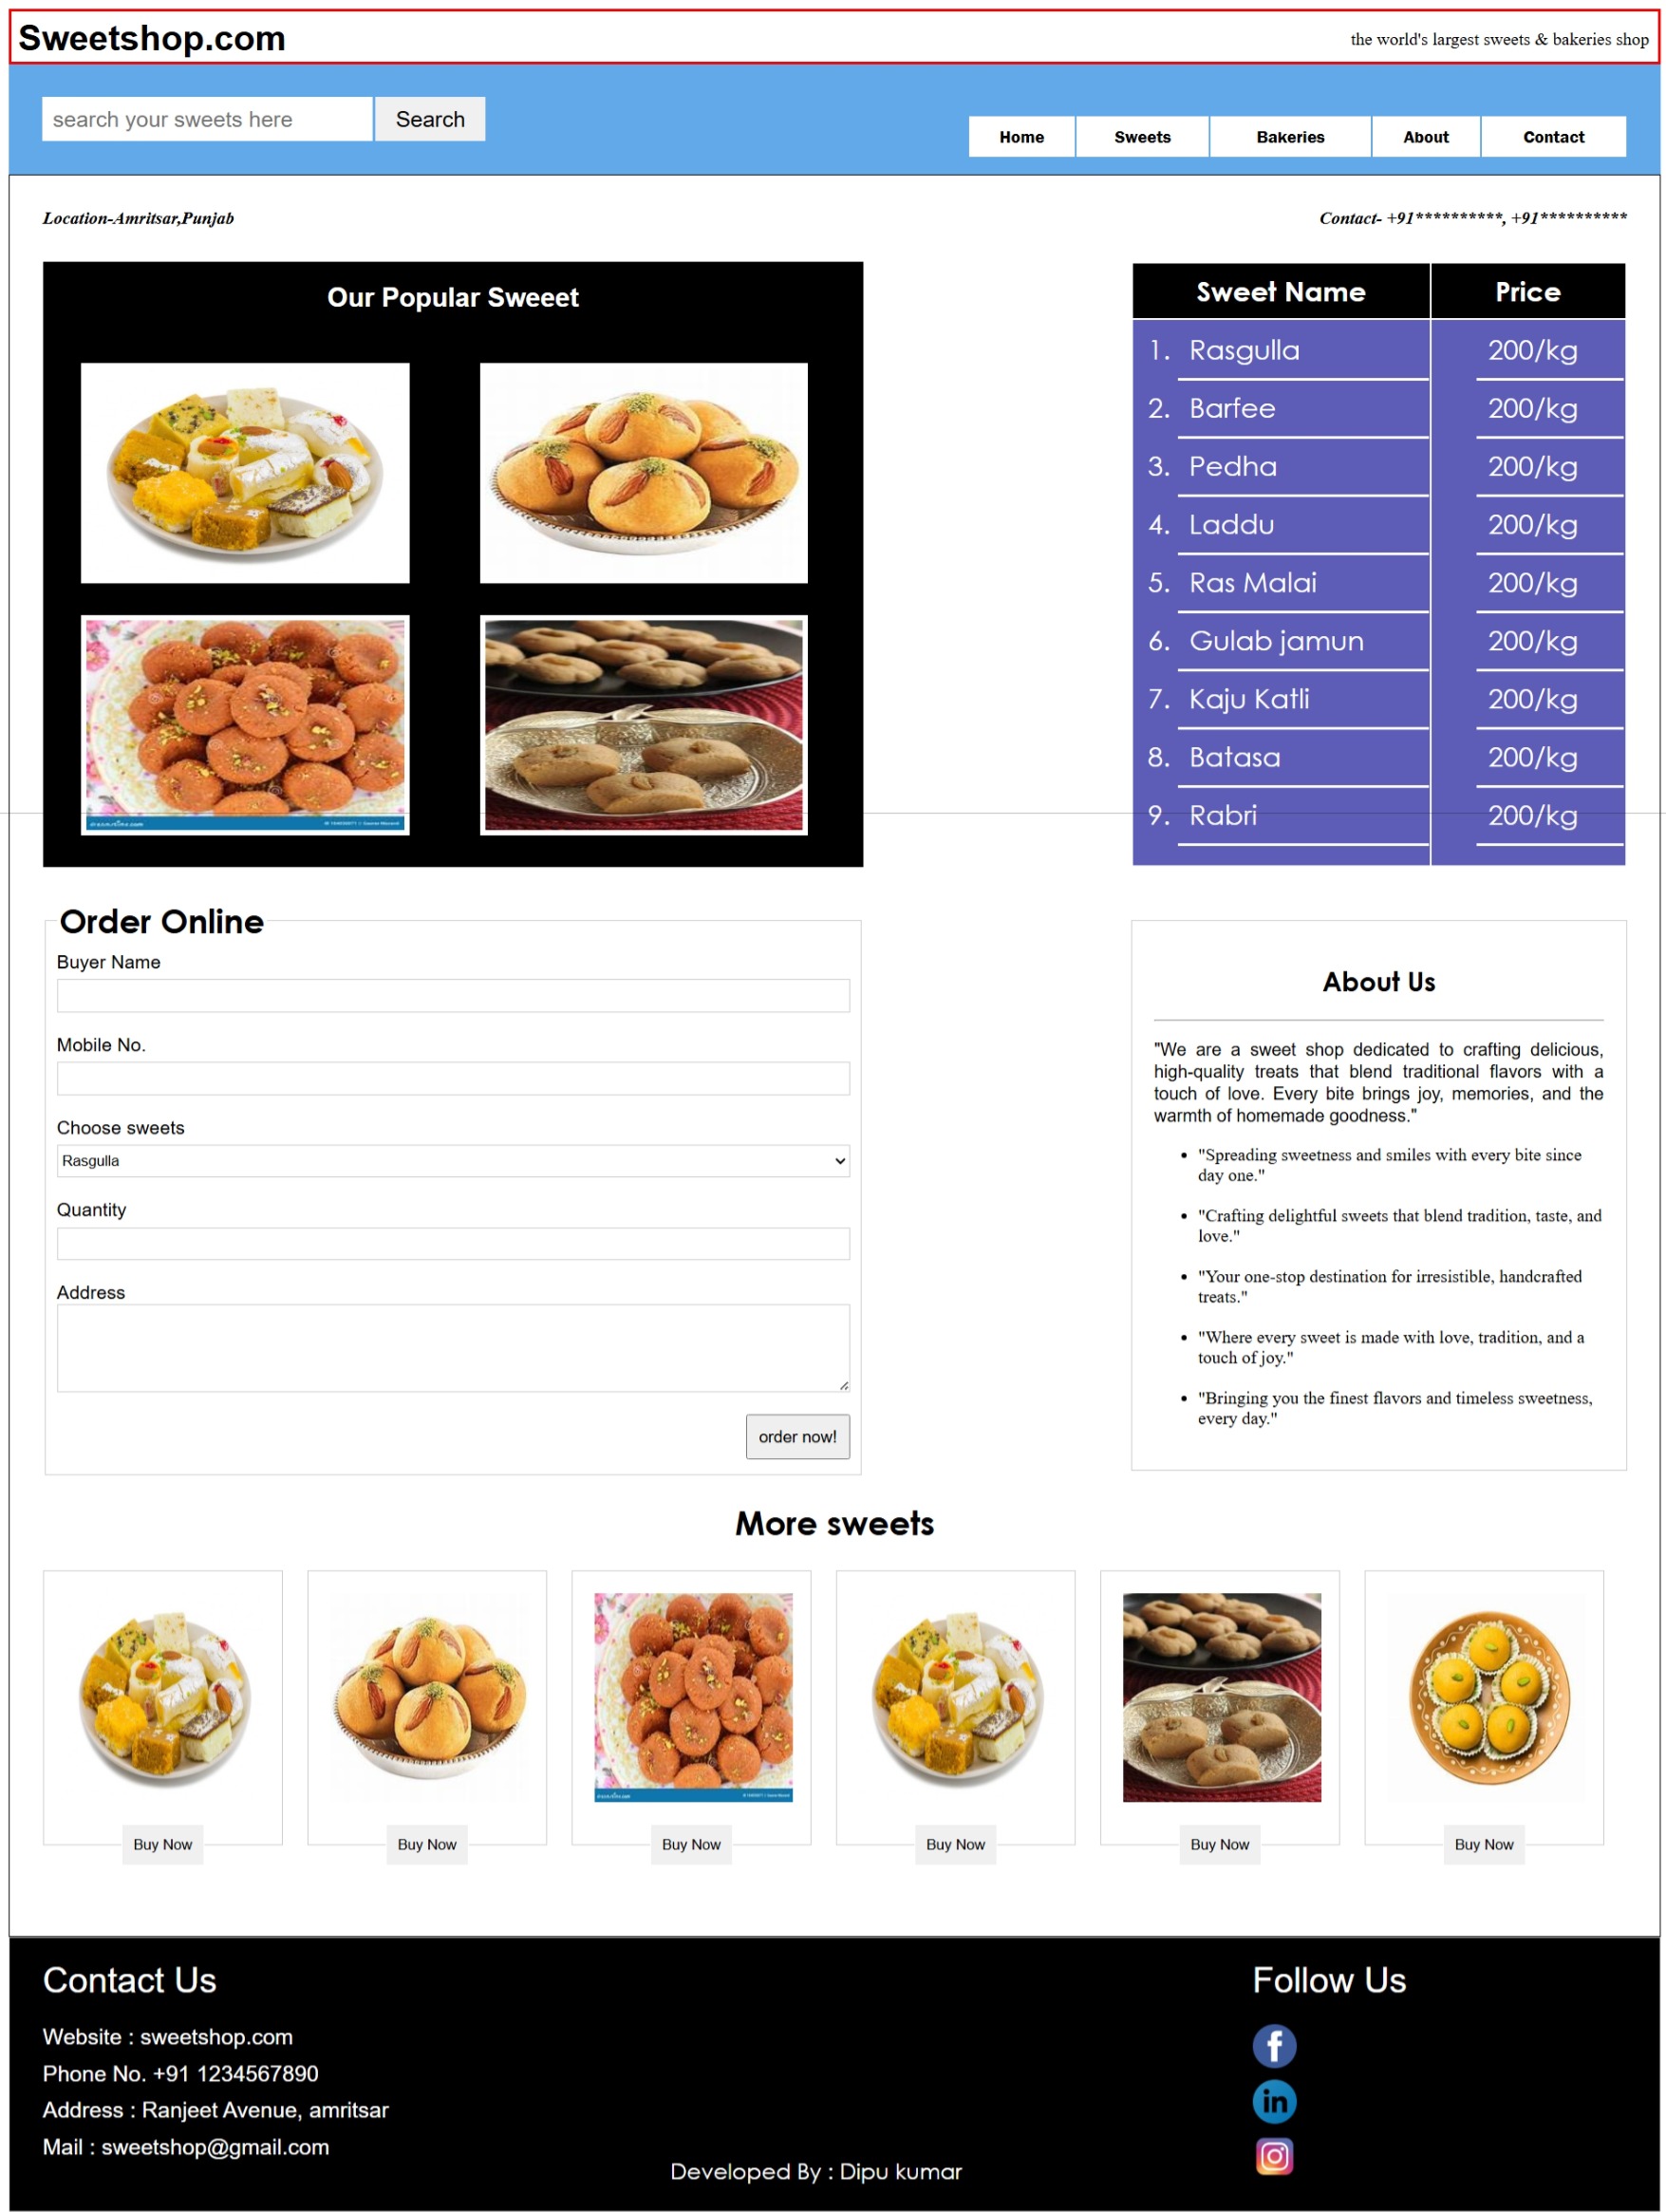 Sweetshop.com
the world's largest sweets & bakeries shop
search your sweets here
Search
Home
Sweets
Bakeries
About
Contact
Location-Amritsar,Punjab
Contact- +91**********, +91**********
Our Popular Sweeet
Sweet Name
Price
1. Rasgulla
200/kg
2. Barfee
200/kg
3. Pedha
200/kg
4. Laddu
200/kg
5. Ras Malai
200/kg
6. Gulab jamun
200/kg
7. Kaju Katli
200/kg
8. Batasa
200/kg
9. Rabri
200/kg
Order Online
Buyer Name
Mobile No.
Choose sweets
Rasgulla
Quantity
Address
order now!
About Us
"We are a sweet shop dedicated to crafting delicious,
high-quality treats that blend traditional flavors with a
touch of love. Every bite brings joy, memories, and the
warmth of homemade goodness."
• "Spreading sweetness and smiles with every bite since
day one."
• "Crafting delightful sweets that blend tradition, taste, and
love."
• "Your one-stop destination for irresistible, handcrafted
treats."
• "Where every sweet is made with love, tradition, and a
touch of joy."
• "Bringing you the finest flavors and timeless sweetness,
every day."
More sweets
Buy Now
Buy Now
Buy Now
Buy Now
Buy Now
Buy Now
Contact Us
Website : sweetshop.com
Phone No. +91 1234567890
Address : Ranjeet Avenue, amritsar
Mail : sweetshop@gmail.com
Follow Us
f
in
Developed By : Dipu kumar